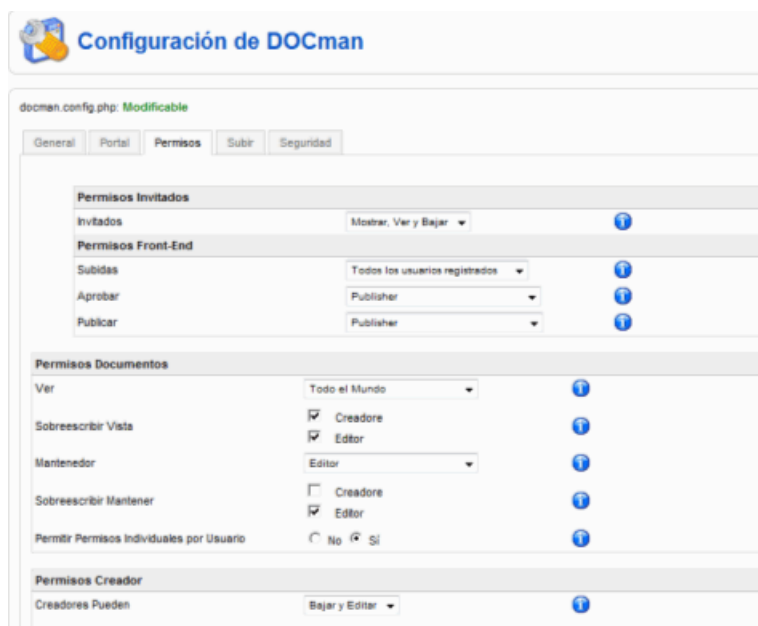 Configuración de DOCman
docman.config.php: Modificable
General Portal Permisos Subir Seguridad
Permisos Invitados
Invitados Mostrar, Ver y Bajar
Permisos Front-End
Subidas Todos los usuarios registrados
Aprobar Publisher
Publicar Publisher
Permisos Documentos
Ver Todo el Mundo
Sobreescribir Vista Creadore
Editor
Mantenedor Editor
Sobreescribir Mantener Creadore
Editor
Permitir Permisos Individuales por Usuario No Sí
Permisos Creador
Creadores Pueden Bajar y Editar